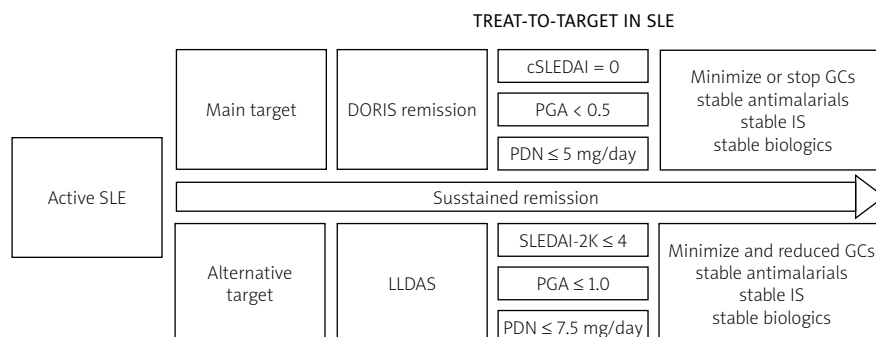 TREAT-TO-TARGET IN SLE
Active SLE
Main target
DORIS remission
cSLEDAI = 0
PGA < 0.5
PDN ≤ 5 mg/day
Minimize or stop GCs
stable antimalarials
stable IS
stable biologics
Susstained remission
Alternative
target
LLDAS
SLEDAI-2K ≤ 4
PGA ≤ 1.0
PDN ≤ 7.5 mg/day
Minimize and reduced GCs
stable antimalarials
stable IS
stable biologics